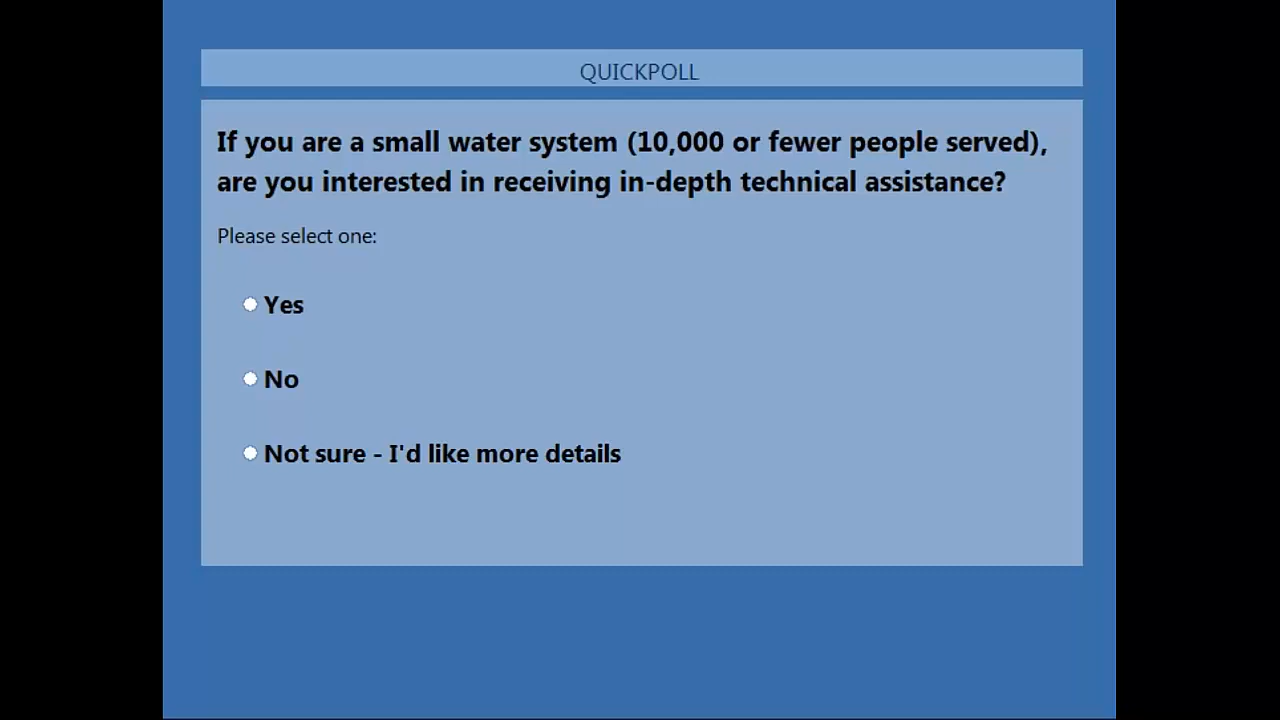 QUICKPOLL
If you are a small water system (10,000 or fewer people served),
are you interested in receiving in-depth technical assistance?
Please select one:
Yes
No
Not sure - I'd like more details